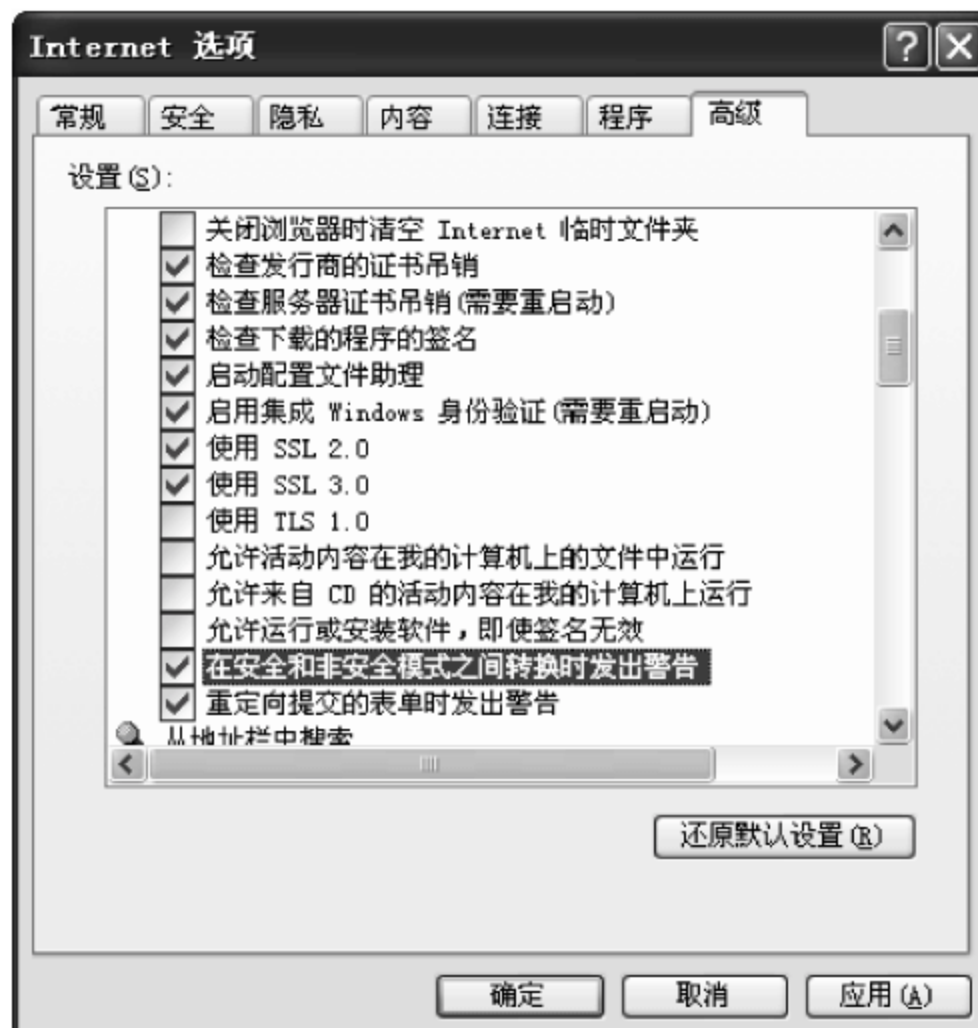 Internet 选项
常规 安全 隐私 内容 连接 程序 高级
设置(S):
关闭浏览器时清空 Internet 临时文件夹
检查发行商的证书吊销
检查服务器证书吊销(需要重启动)
检查下载的程序的签名
启动配置文件助理
启用集成 Windows 身份验证(需要重启动)
使用 SSL 2.0
使用 SSL 3.0
使用 TLS 1.0
允许活动内容在我的计算机上的文件中运行
允许来自 CD 的活动内容在我的计算机上运行
允许运行或安装软件，即使签名无效
在安全和非安全模式之间转换时发出警告
重定向提交的表单时发出警告
从地址栏中搜索
还原默认设置(R)
确定 取消 应用(A)